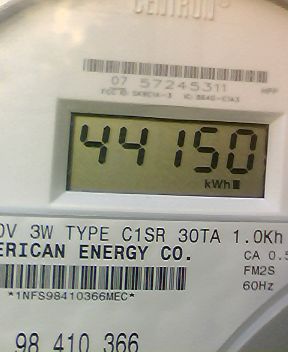 CENTRON®
07 57245311
44150
kWh
0V 3W TYPE C1SR 30TA 1.0Kh
ERICAN ENERGY CO. CA 0.5
FM2S
*1NFS98410366MEC* 60Hz
98 410 366